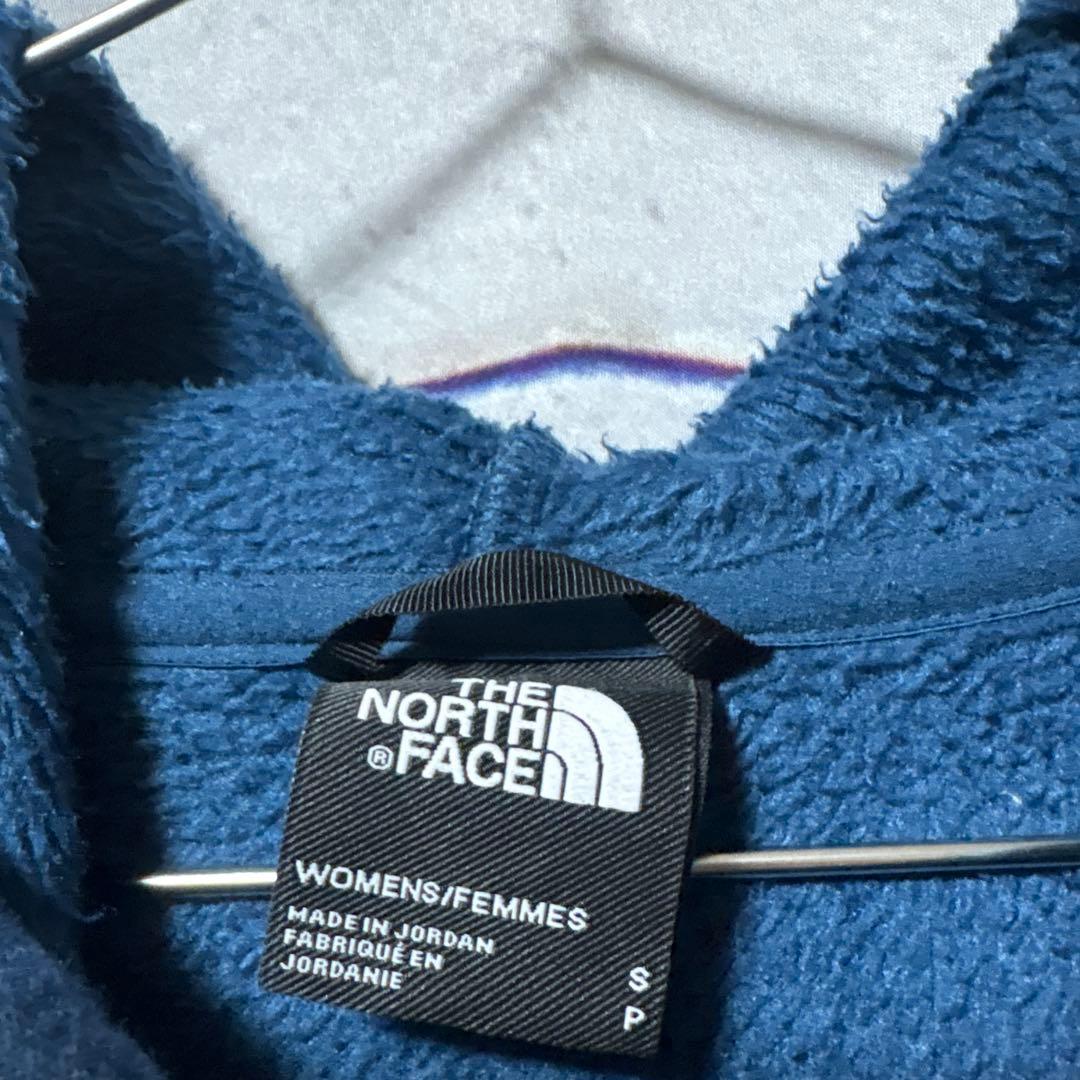 THE
NORTH
®FACE
WOMENS/FEMMES
MADE IN JORDAN
FABRIQUÉ EN
JORDANIE
S
P